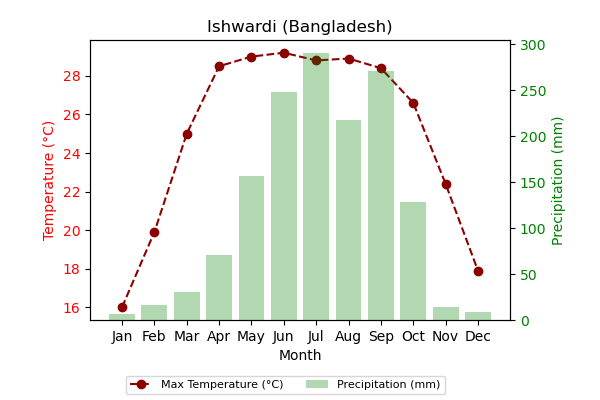 Ishwardi (Bangladesh)
Temperature (°C)
28
26
24
22
20
18
16
300
250
200
150
100
50
0
Precipitation (mm)
Jan Feb Mar Apr May Jun Jul Aug Sep Oct Nov Dec
Month
Max Temperature (°C) Precipitation (mm)